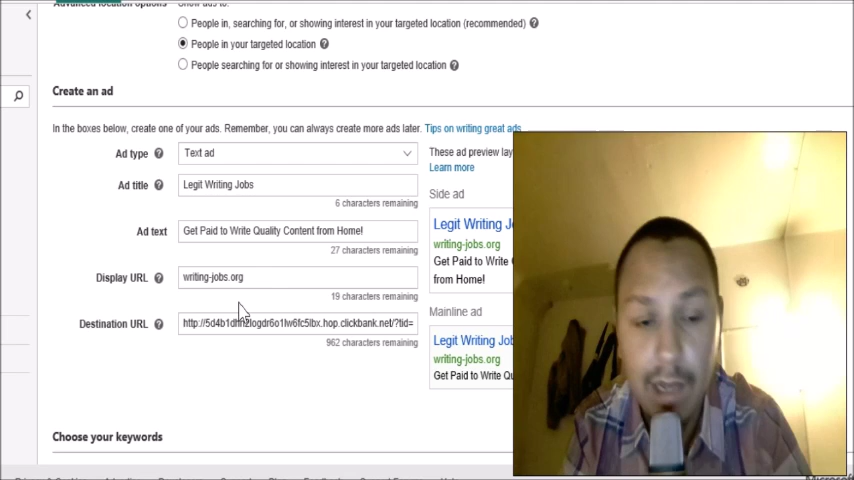 Show ads to:
People in, searching for, or showing interest in your targeted location (recommended)
People in your targeted location
People searching for or showing interest in your targeted location
Create an ad
In the boxes below, create one of your ads. Remember, you can always create more ads later. Tips on writing great ads
Ad type Text ad
These ad preview lay
Learn more
Ad title Legit Writing Jobs
6 characters remaining
Side ad
Legit Writing J
writing-jobs.org
Get Paid to Write
from Home!
Ad text Get Paid to Write Quality Content from Home!
27 characters remaining
Display URL writing-jobs.org
19 characters remaining
Mainline ad
Legit Writing Job
writing-jobs.org
Get Paid to Write Qu
Destination URL
962 characters remaining
Choose your keywords